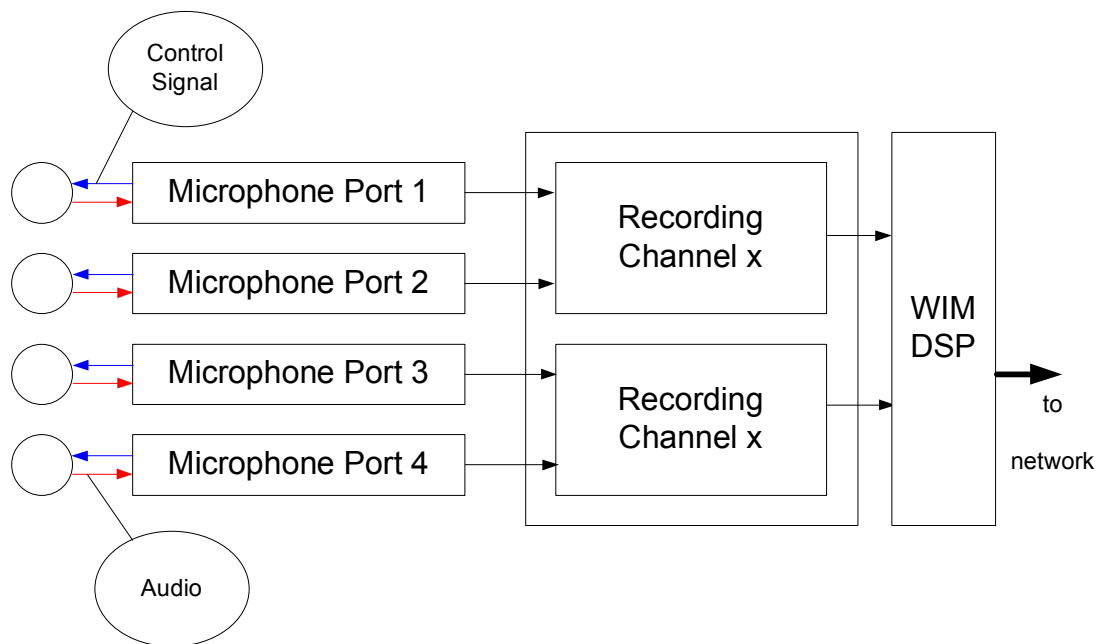 Control
Signal
Microphone Port 1
Microphone Port 2
Microphone Port 3
Microphone Port 4
Recording
Channel x
Recording
Channel x
WIM
DSP
to
network
Audio